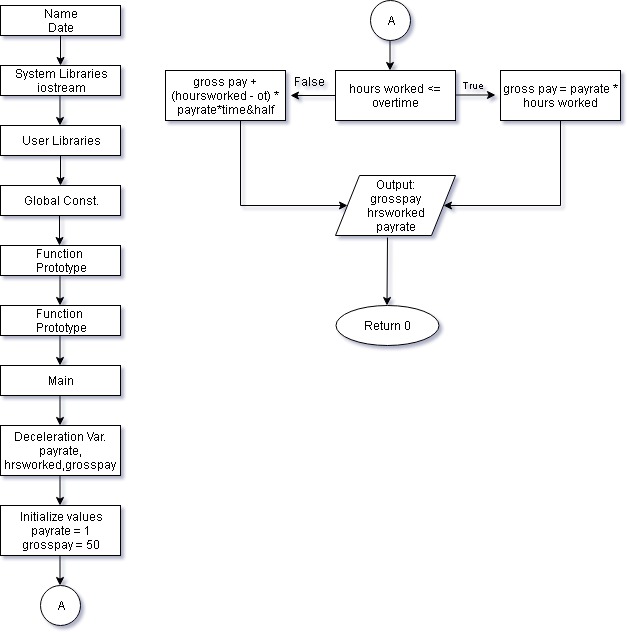 Name
Date
System Libraries
iostream
User Libraries
Global Const.
Function
Prototype
Function
Prototype
Main
Deceleration Var.
payrate,
hrsworked,grosspay
Initialize values
payrate = 1
grosspay = 50
A
A
hours worked <=
overtime
False
True
gross pay +
(hoursworked - ot) *
payrate*time&half
gross pay = payrate *
hours worked
Output:
grosspay
hrsworked
payrate
Return 0